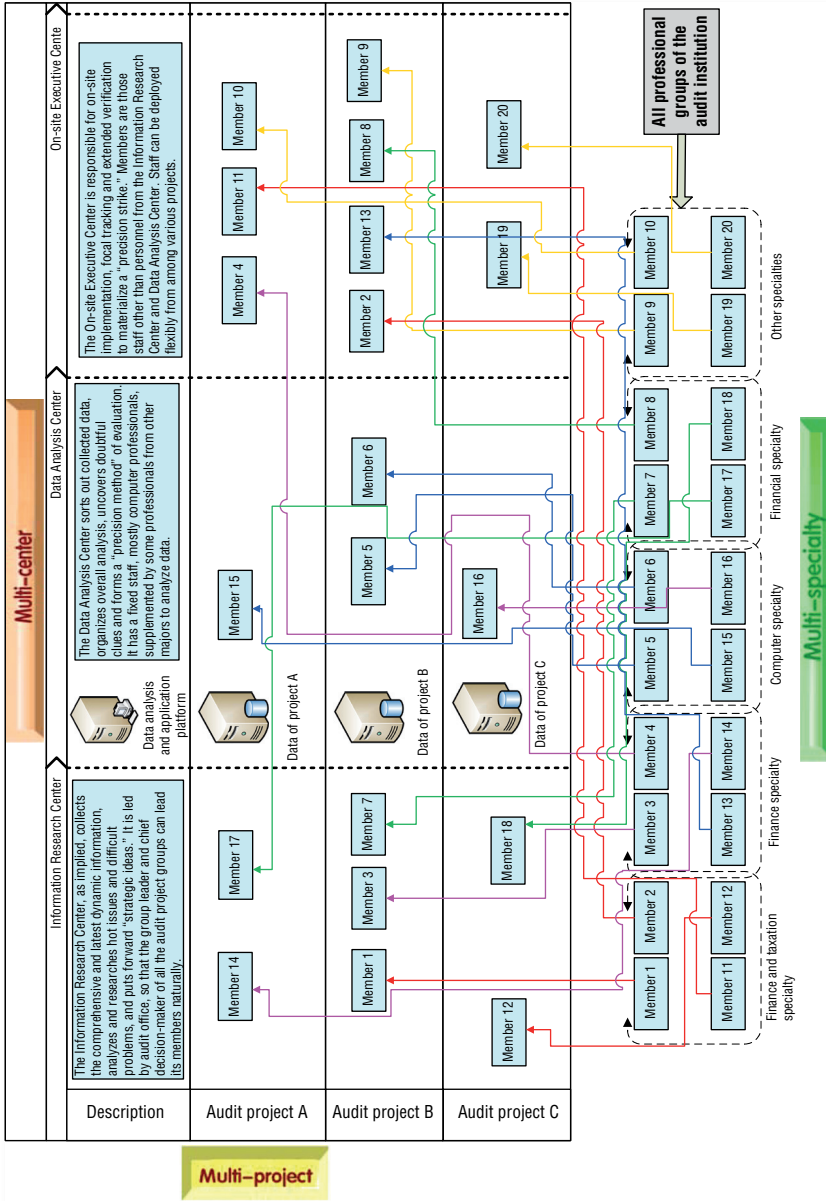 Multi-center
Information Research Center
Data Analysis Center
On-site Executive Cente
Description
The Information Research Center, as implied, collects
the comprehensive and latest dynamic information,
analyzes and researches hot issues and difficult
problems, and puts forward "strategic ideas." It is led
by audit office, so that the group leader and chief
decision-maker of all the audit project groups can lead
its members naturally.
Data analysis
and application
platform
The Data Analysis Center sorts out collected data,
organizes overall analysis, uncovers doubtful
clues and forms a "precision method" of evaluation.
It has a fixed staff, mostly computer professionals,
supplemented by some professionals from other
majors to analyze data.
The On-site Executive Center is responsible for on-site
implementation, focal tracking and extended verification
to materialize a "precision strike." Members are those
staff other than personnel from the Information Research
Center and Data Analysis Center. Staff can be deployed
flexibly from among various projects.
Multi-project
Audit project A
Member 14
Member 17
Data of project A
Member 15
Member 4
Member 11
Member 10
Audit project B
Member 1
Member 3
Member 7
Data of project B
Member 5
Member 6
Member 2
Member 13
Member 8
Member 9
Audit project C
Member 12
Member 18
Data of project C
Member 16
Member 19
Member 20
All professional
groups of the
audit institution
Member 1
Member 2
Member 3
Member 4
Member 5
Member 6
Member 7
Member 8
Member 9
Member 10
Member 11
Member 12
Member 13
Member 14
Member 15
Member 16
Member 17
Member 18
Member 19
Member 20
Finance and taxation
specialty
Finance specialty
Computer specialty
Financial specialty
Other specialties
Multi-specialty